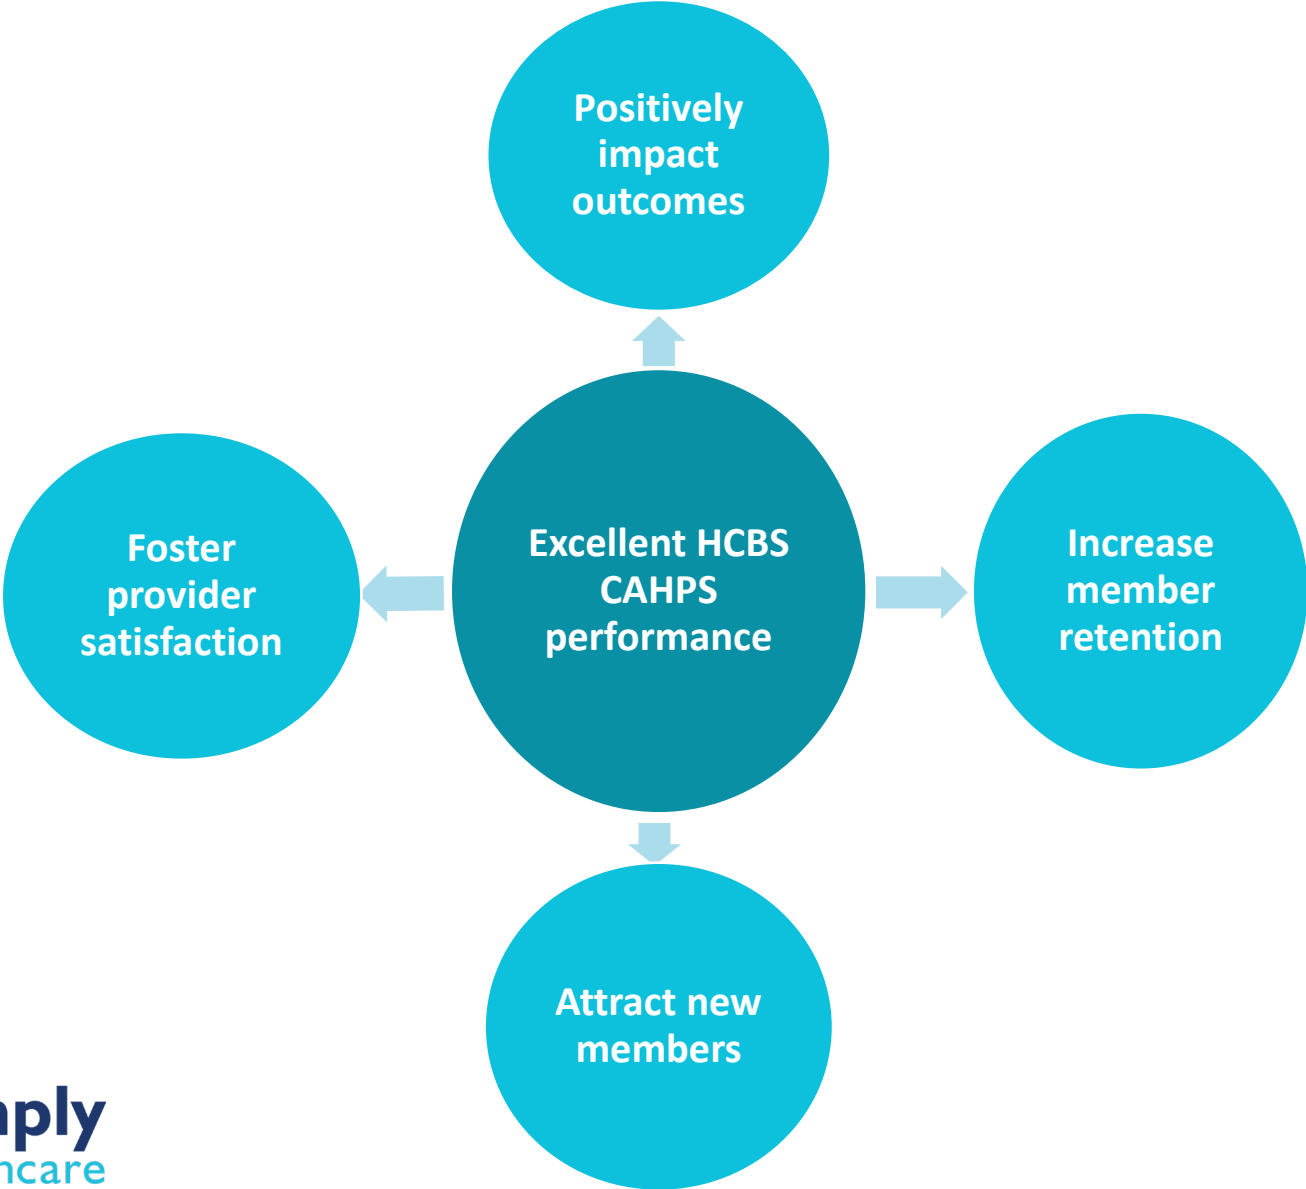 Positively
impact
outcomes
Foster
provider
satisfaction
Excellent HCBS
CAHPS
performance
Increase
member
retention
Attract new
members